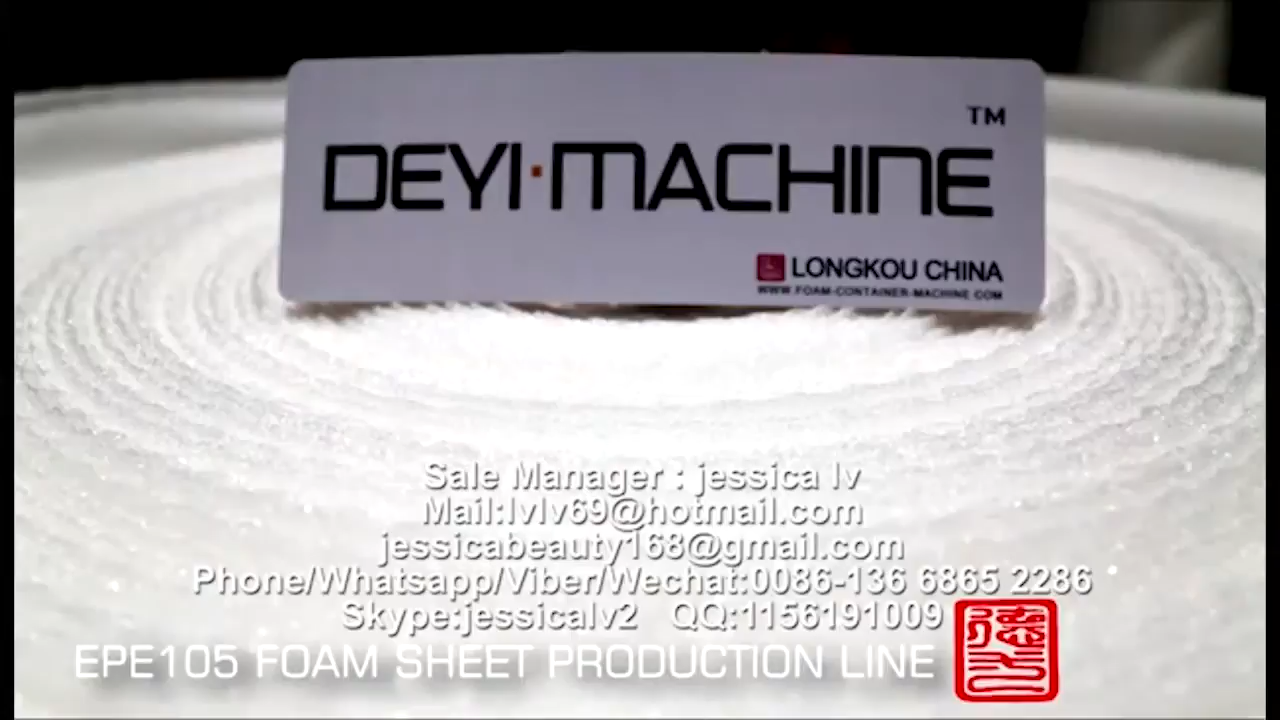 TM
DEYI·MACHINE
LONGKOU CHINA
WWW.FOAM-CONTAINER-MACHINE.COM
Sale Manager : jessica lv
Mail:lvlv69@hotmail.com
jessicabeauty168@gmail.com
Phone/Whatsapp/Viber/Wechat:0086-136 6865 2286
Skype:jessicalv2 QQ:1156191009
EPE105 FOAM SHEET PRODUCTION LINE